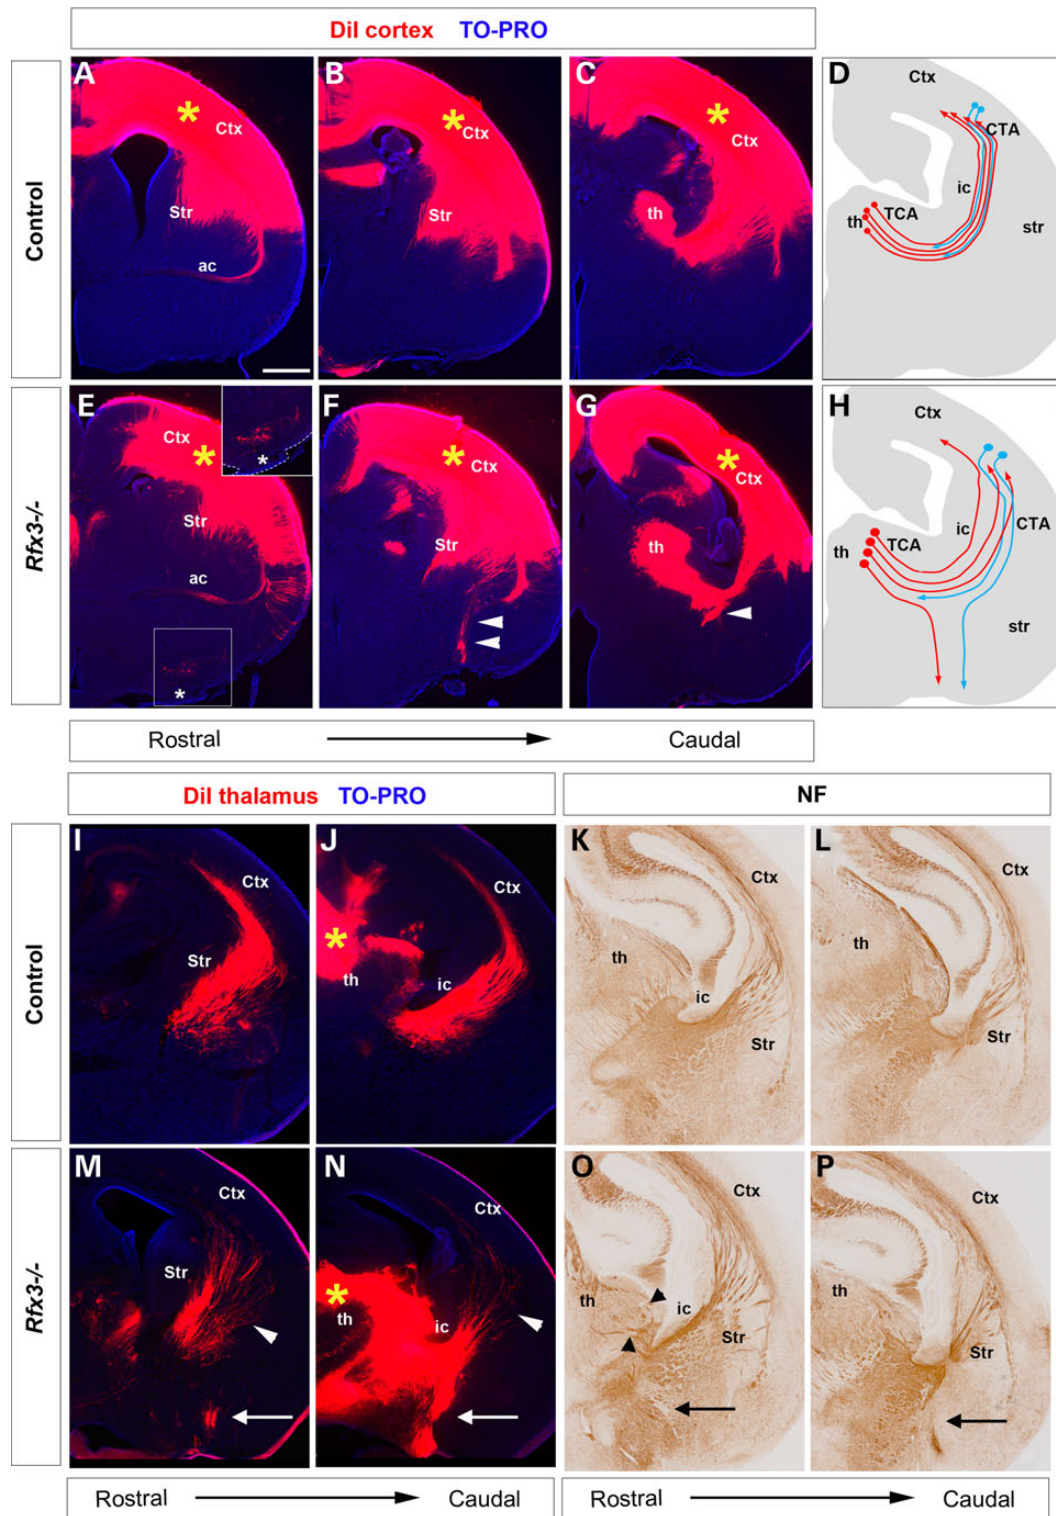 DiI cortex TO-PRO
Control
A
Ctx
Str
ac
B
Ctx
Str
C
Ctx
th
D
Ctx
CTA
ic
TCA
th
str
Rfx3-/-
E
Ctx
Str
ac
*
*
F
Ctx
Str
G
Ctx
th
H
Ctx
CTA
ic
TCA
th
str
Rostral
Caudal
DiI thalamus TO-PRO
NF
Control
I
Ctx
Str
J
Ctx
th
ic
K
Ctx
th
ic
Str
L
Ctx
th
Str
Rfx3-/-
M
Ctx
Str
N
Ctx
th
ic
O
Ctx
th
ic
Str
P
Ctx
th
Str
Rostral
Caudal
Rostral
Caudal